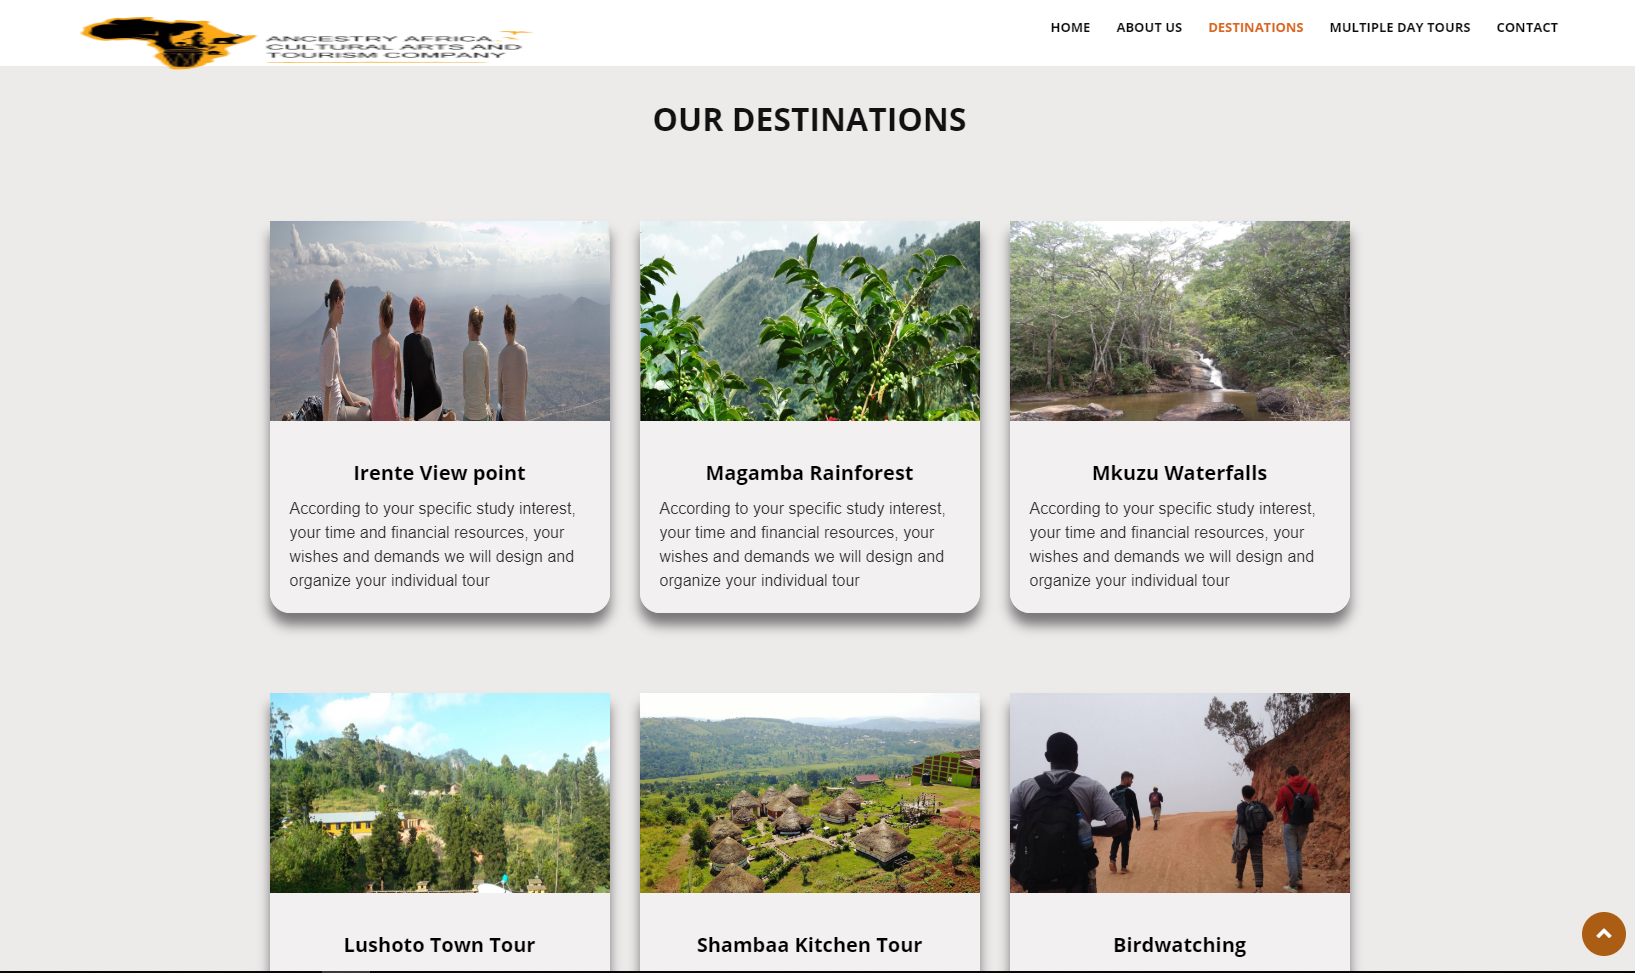 ANCESTRY AFRICA
CULTURAL ARTS AND
TOURISM COMPANY
HOME ABOUT US DESTINATIONS MULTIPLE DAY TOURS CONTACT
OUR DESTINATIONS
Irente View point
According to your specific study interest,
your time and financial resources, your
wishes and demands we will design and
organize your individual tour
Magamba Rainforest
According to your specific study interest,
your time and financial resources, your
wishes and demands we will design and
organize your individual tour
Mkuzu Waterfalls
According to your specific study interest,
your time and financial resources, your
wishes and demands we will design and
organize your individual tour
Lushoto Town Tour
Shambaa Kitchen Tour
Birdwatching